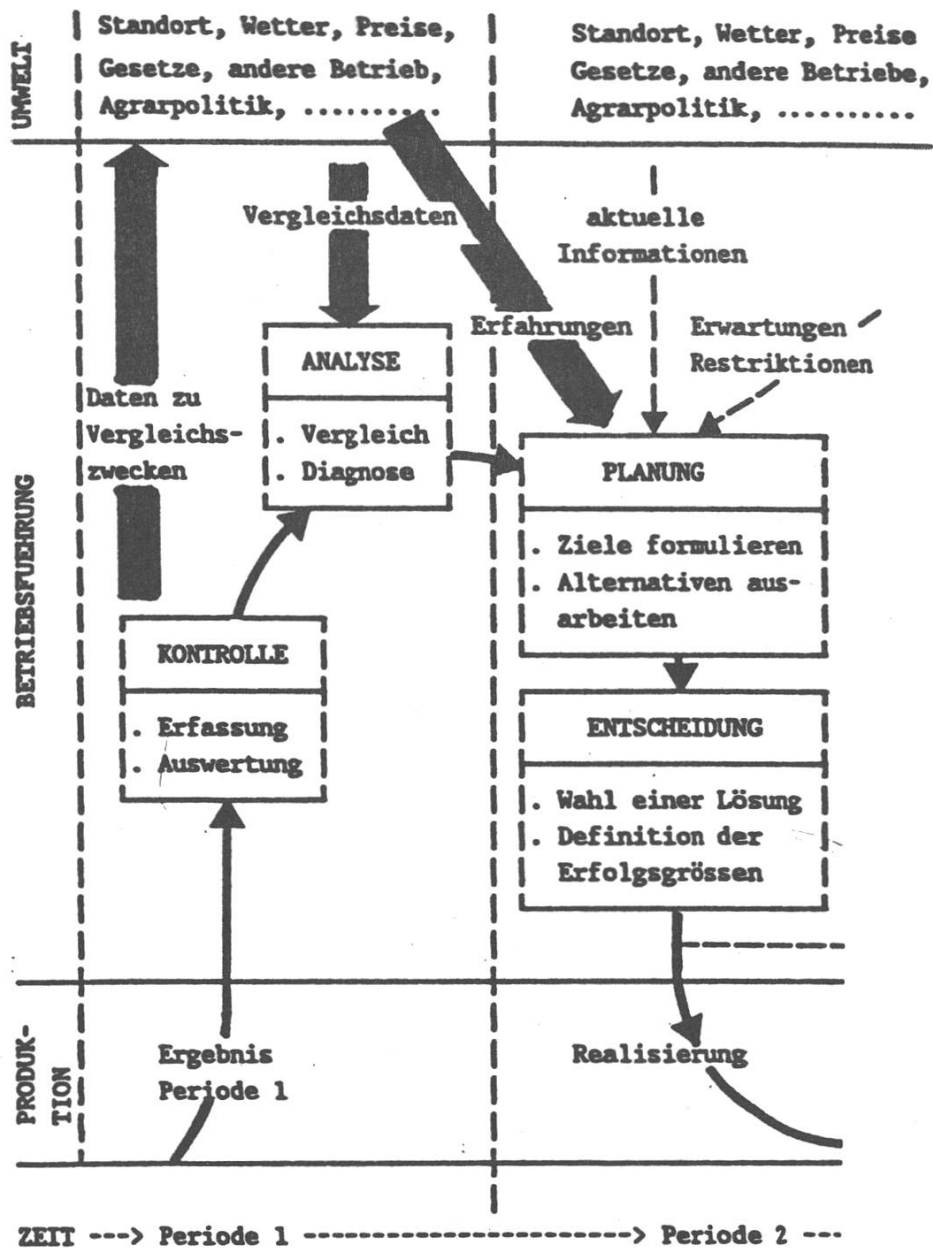 UMWELT
Standort, Wetter, Preise,
Gesetze, andere Betrieb,
Agrarpolitik, ..........
Standort, Wetter, Preise
Gesetze, andere Betriebe,
Agrarpolitik, ..........
BETRIEBSFUEHRUNG
Vergleichsdaten
aktuelle
Informationen
Erfahrungen
Erwartungen
Restriktionen
Daten zu
Vergleichs-
zwecken
ANALYSE
. Vergleich
. Diagnose
PLANUNG
. Ziele formulieren
. Alternativen aus-
arbeiten
KONTROLLE
. Erfassung
. Auswertung
ENTSCHEIDUNG
. Wahl einer Lösung
. Definition der
Erfolgsgrössen
PRODUK-
TION
Ergebnis
Periode 1
Realisierung
ZEIT ---> Periode 1 ----------------------> Periode 2 ---